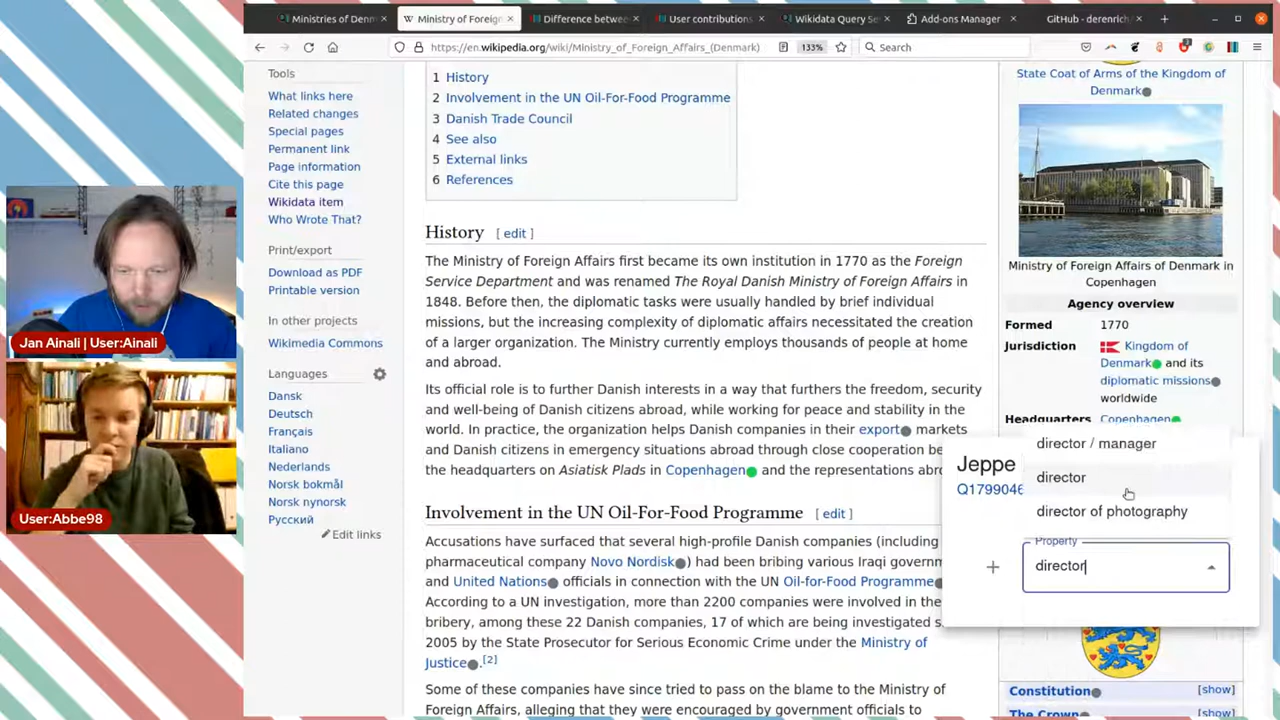 Ministries of Denm
Ministry of Foreig
Difference betwee
User contributions
Wikidata Query Se
Add-ons Manager
GitHub - derenrich/
https://en.wikipedia.org/wiki/Ministry_of_Foreign_Affairs_(Denmark)
133%
Search
Tools
What links here
Related changes
Special pages
Permanent link
Page information
Cite this page
Wikidata item
Who Wrote That?
Print/export
Download as PDF
Printable version
In other projects
Wikimedia Commons
Languages
Dansk
Deutsch
Français
Italiano
Nederlands
Norsk bokmål
Norsk nynorsk
Русский
Edit links
1 History
2 Involvement in the UN Oil-For-Food Programme
3 Danish Trade Council
4 See also
5 External links
6 References
History [ edit ]
The Ministry of Foreign Affairs first became its own institution in 1770 as the Foreign
Service Department and was renamed The Royal Danish Ministry of Foreign Affairs in
1848. Before then, the diplomatic tasks were usually handled by brief individual
missions, but the increasing complexity of diplomatic affairs necessitated the creation
of a larger organization. The Ministry currently employs thousands of people at home
and abroad.
Its official role is to further Danish interests in a way that furthers the freedom, security
and well-being of Danish citizens abroad, while working for peace and stability in the
world. In practice, the organization helps Danish companies in their export markets
and Danish citizens in emergency situations abroad through close cooperation be
the headquarters on Asiatisk Plads in Copenhagen and the representations abr
Involvement in the UN Oil-For-Food Programme [ edit ]
Accusations have surfaced that several high-profile Danish companies (including
pharmaceutical company Novo Nordisk) had been bribing various Iraqi govern
and United Nations officials in connection with the UN Oil-for-Food Programme
According to a UN investigation, more than 2200 companies were involved in the
bribery, among these 22 Danish companies, 17 of which are being investigated s
2005 by the State Prosecutor for Serious Economic Crime under the Ministry of
Justice.[2]
Some of these companies have since tried to pass on the blame to the Ministry of
Foreign Affairs, alleging that they were encouraged by government officials to
State Coat of Arms of the Kingdom of
Denmark
Ministry of Foreign Affairs of Denmark in
Copenhagen
Agency overview
Formed 1770
Jurisdiction Kingdom of
Denmark and its
diplomatic missions
worldwide
Headquarters Copenhagen
Jeppe
Q1799046
director / manager
director
director of photography
Property
director
Constitution [show]
The Crown [show]
Jan Ainali | User:Ainali
User:Abbe98